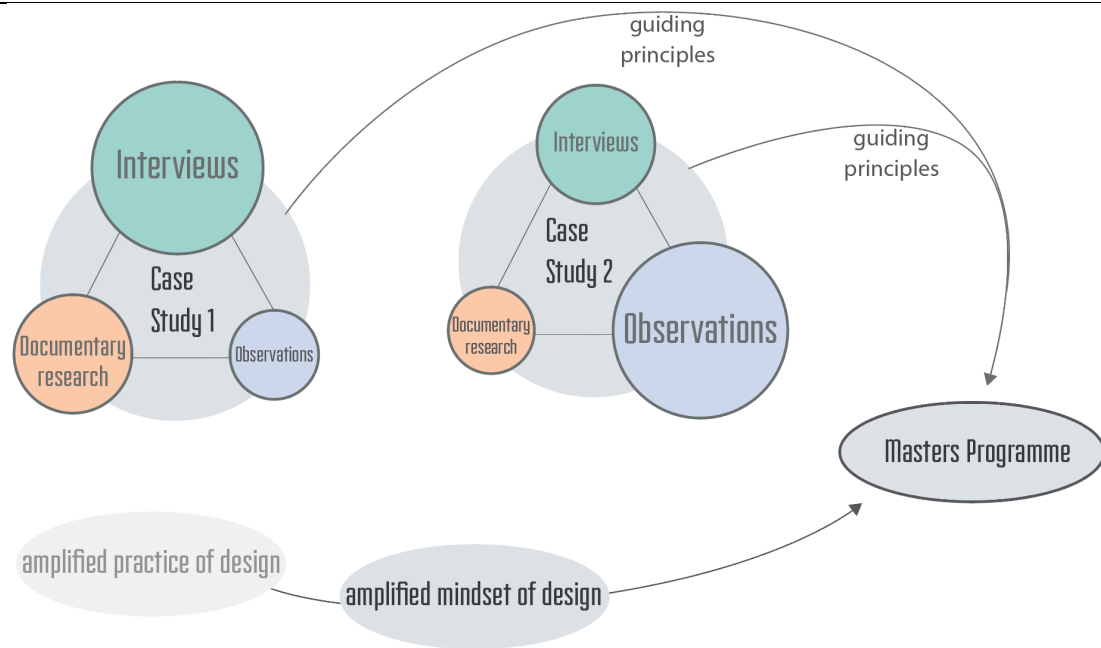 guiding
principles
Interviews
Case
Study 1
Documentary
research
Observations
Interviews
Case
Study 2
Documentary
research
Observations
guiding
principles
Masters Programme
amplified practice of design
amplified mindset of design